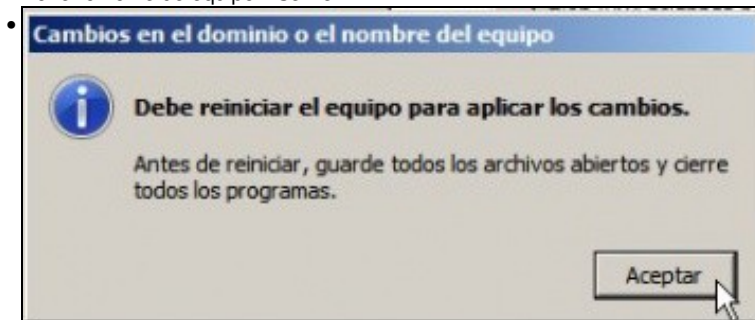 Cambios en el dominio o el nombre del equipo
Debe reiniciar el equipo para aplicar los cambios.
Antes de reiniciar, guarde todos los archivos abiertos y cierre
todos los programas.
Aceptar